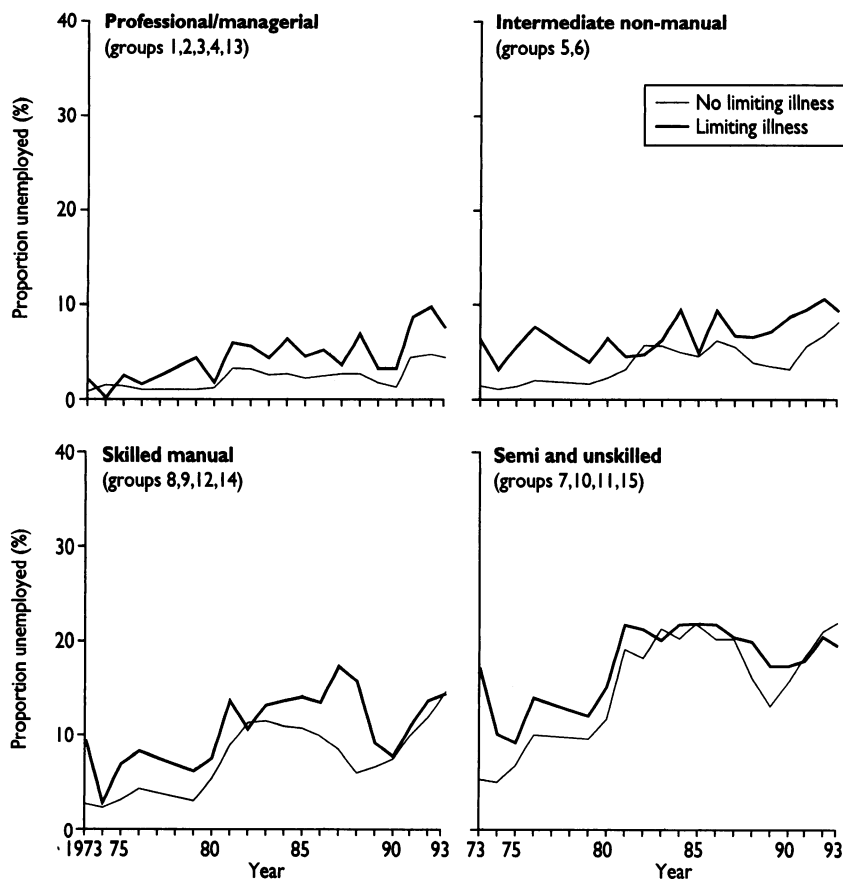 Professional/managerial
(groups 1,2,3,4,13)
40
30
20
10
0
Proportion unemployed (%)
Intermediate non-manual
(groups 5,6)
No limiting illness
Limiting illness
Skilled manual
(groups 8,9,12,14)
40
30
20
10
0
Proportion unemployed (%)
1973 75 80 85 90 93
Year
Semi and unskilled
(groups 7,10,11,15)
73 75 80 85 90 93
Year